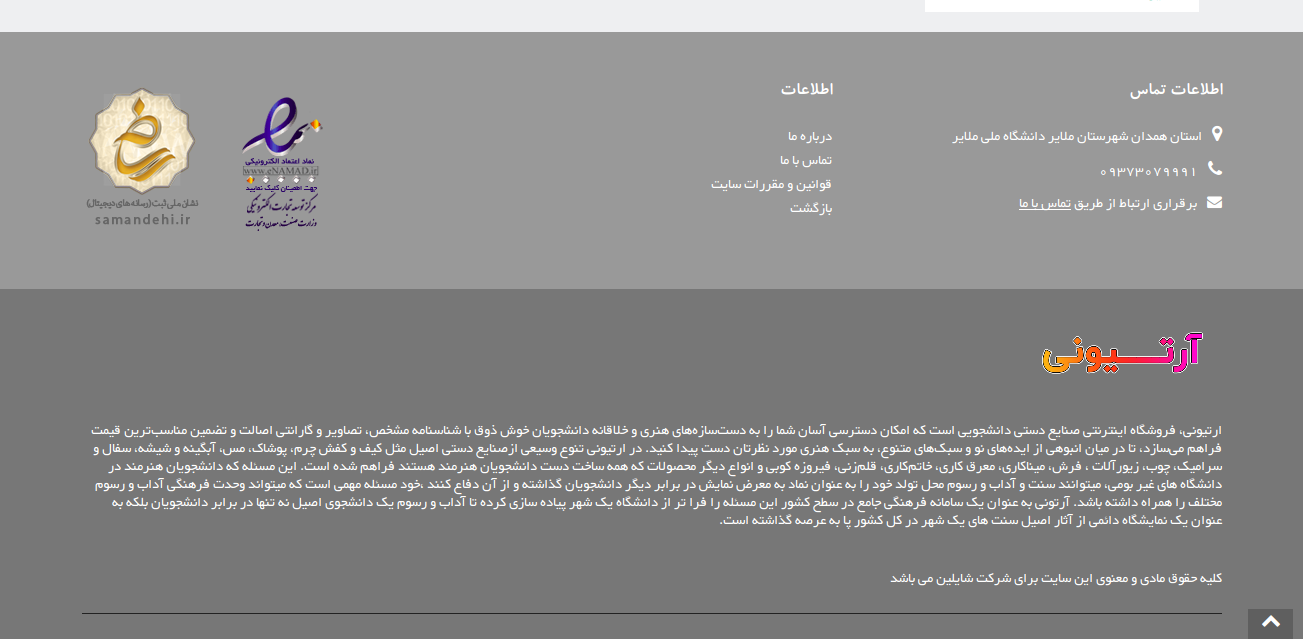 اطلاعات تماس
استان همدان شهرستان ملایر دانشگاه ملی ملایر
۰۹۳۷۳۰۷۹۹۹۱
برقراری ارتباط از طریق تماس با ما
اطلاعات
درباره ما
تماس با ما
قوانین و مقررات سایت
بازگشت
نماد اعتماد الکترونیکی
www.eNAMAD.ir
جهت اطمینان کلیک نمایید
مرکز توسعه تجارت الکترونیکی
وزارت صنعت، معدن و تجارت
نشان ملی ثبت (رسانه های دیجیتال)
samandehi.ir
آرتیونی
ارتیونی، فروشگاه اینترنتی صنایع دستی دانشجویی است که امکان دسترسی آسان شما را به دست‌سازه‌های هنری و خلاقانه دانشجویان خوش ذوق با شناسنامه مشخص، تصاویر و گارانتی اصالت و تضمین مناسب‌ترین قیمت
فراهم می‌سازد، تا در میان انبوهی از ایده‌های نو و سبک‌های متنوع، به سبک هنری مورد نظرتان دست پیدا کنید. در ارتیونی تنوع وسیعی ازصنایع دستی اصیل مثل کیف و کفش چرم، پوشاک، مس، آبگینه و شیشه، سفال و
سرامیک، چوب، زیورآلات ، فرش، میناکاری، معرق کاری، خاتم‌کاری، قلم‌زنی، فیروزه کوبی و انواع دیگر محصولات که همه ساخت دست دانشجویان هنرمند هستند فراهم شده است. این مسئله که دانشجویان هنرمند در
دانشگاه های غیر بومی، میتوانند سنت و آداب و رسوم محل تولد خود را به عنوان نماد به معرض نمایش در برابر دیگر دانشجویان گذاشته و از آن دفاع کنند ،خود مسئله مهمی است که میتواند وحدت فرهنگی آداب و رسوم
مختلف را همراه داشته باشد. آرتونی به عنوان یک سامانه فرهنگی جامع در سطح کشور این مسئله را فرا تر از دانشگاه یک شهر پیاده سازی کرده تا آداب و رسوم یک دانشجوی اصیل نه تنها در برابر دانشجویان بلکه به
عنوان یک نمایشگاه دائمی از آثار اصیل سنت های یک شهر در کل کشور پا به عرصه گذاشته است.
کلیه حقوق مادی و معنوی این سایت برای شرکت شایلین می باشد